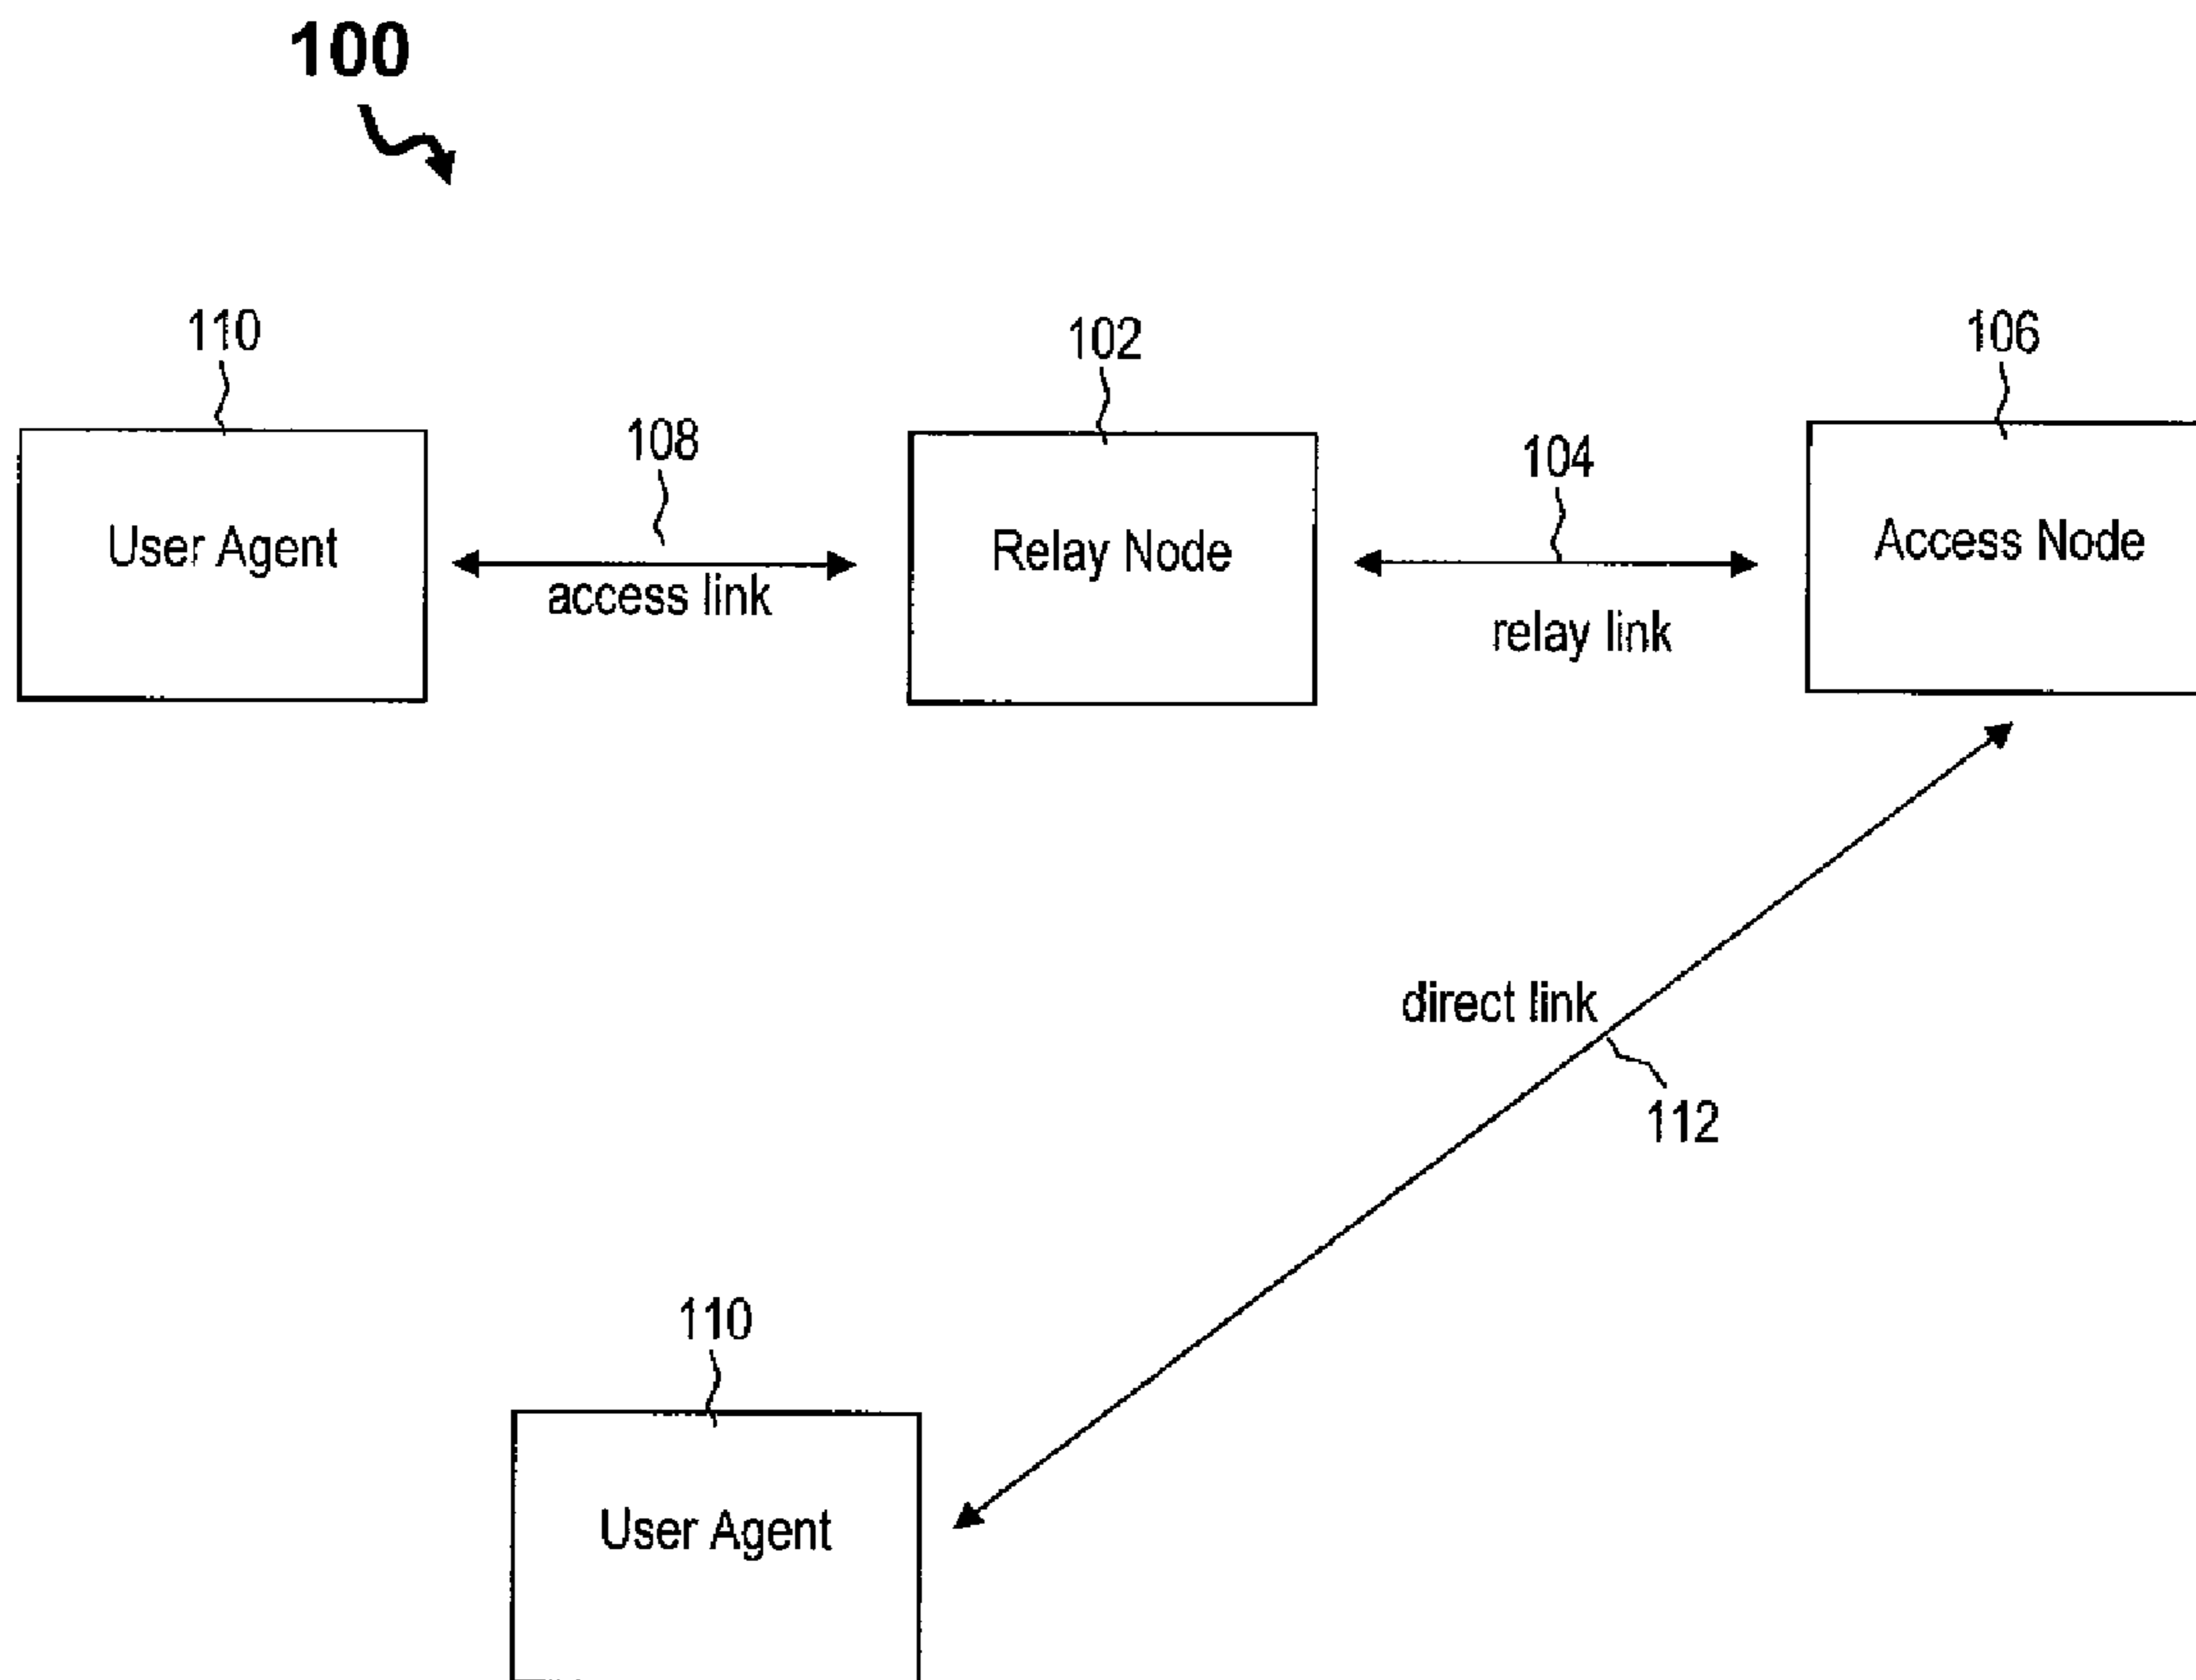 100
110
102
106
108
104
User Agent
Relay Node
Access Node
access link
relay link
direct link
112
110
User Agent